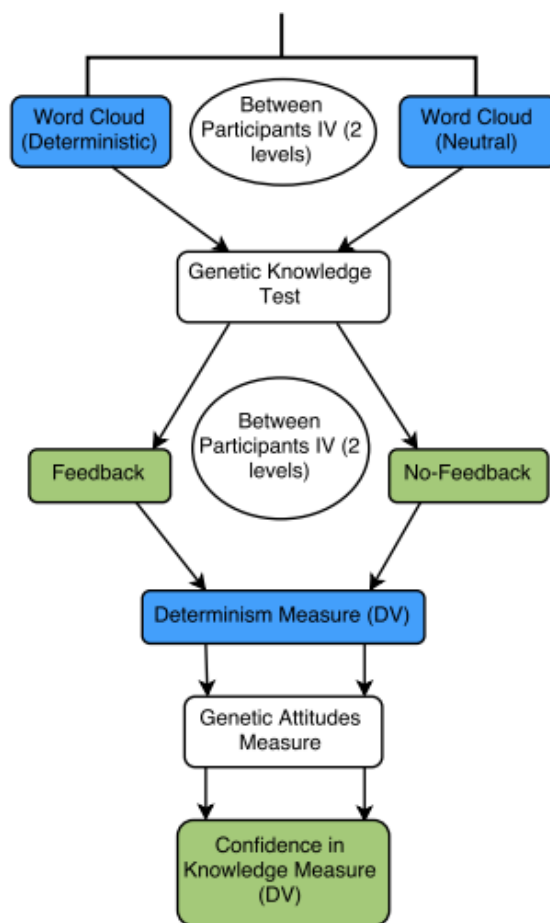 Word Cloud
(Deterministic)
Between
Participants IV (2
levels)
Word Cloud
(Neutral)
Genetic Knowledge
Test
Between
Participants IV (2
levels)
Feedback
No-Feedback
Determinism Measure (DV)
Genetic Attitudes
Measure
Confidence in
Knowledge Measure
(DV)